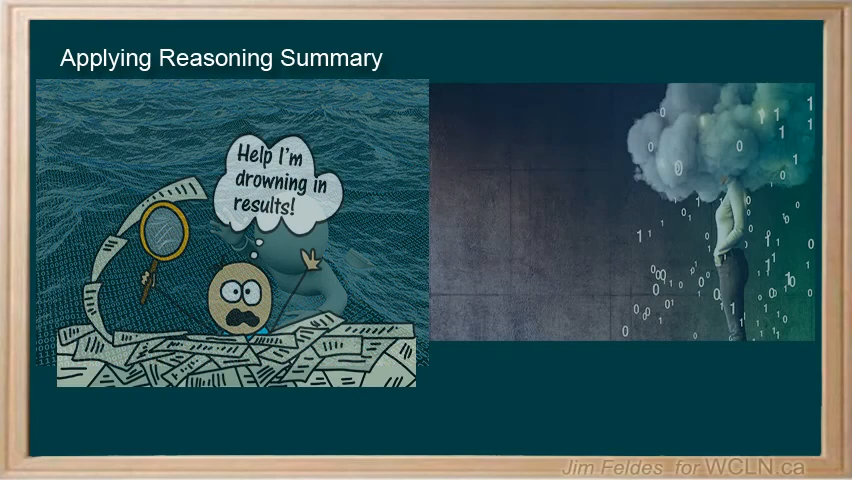 Applying Reasoning Summary
Help I'm
drowning in
results!
Jim Feldes for WCLN.ca